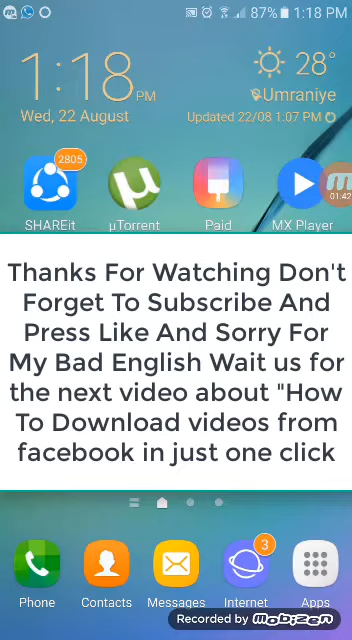 87% 1:18 PM
1:18 PM
28°
Umraniye
Wed, 22 August
Updated 22/08 1:07 PM
2805
01:42
SHAREit
µTorrent
Paid
MX Player
Thanks For Watching Don't
Forget To Subscribe And
Press Like And Sorry For
My Bad English Wait us for
the next video about "How
To Download videos from
facebook in just one click
3
Phone
Contacts
Messages
Internet
Apps
Recorded by MOBIZEN